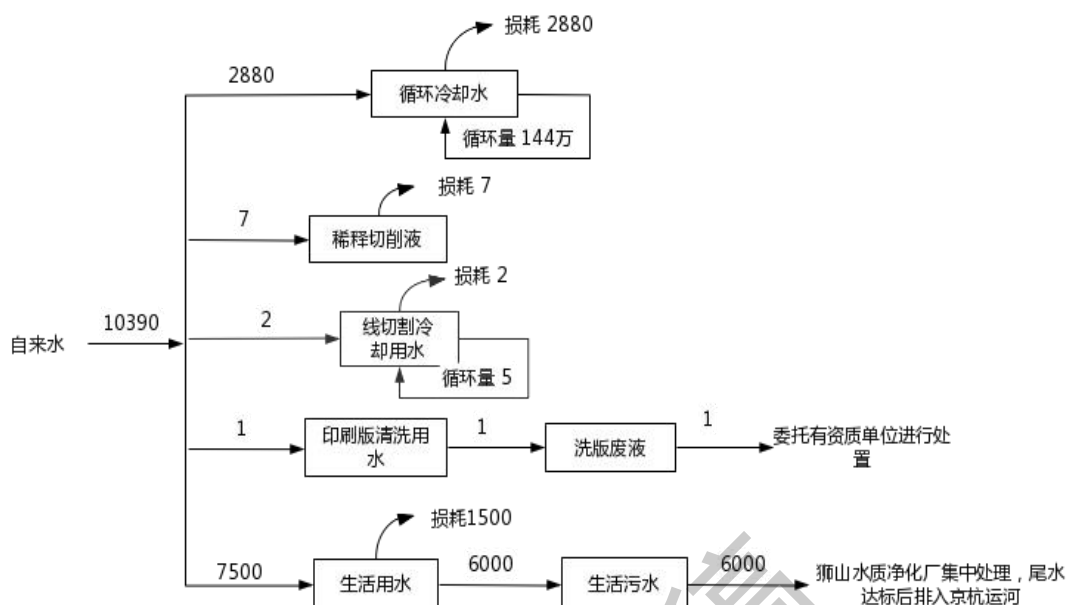 损耗 2880
2880
循环冷却水
循环量 144万
损耗 7
7
稀释切削液
损耗 2
自来水
10390
2
线切割冷
却用水
循环量 5
1
印刷版清洗用
水
1
洗版废液
1
委托有资质单位进行处
置
损耗1500
7500
生活用水
6000
生活污水
6000
狮山水质净化厂集中处理，尾水
达标后排入京杭运河